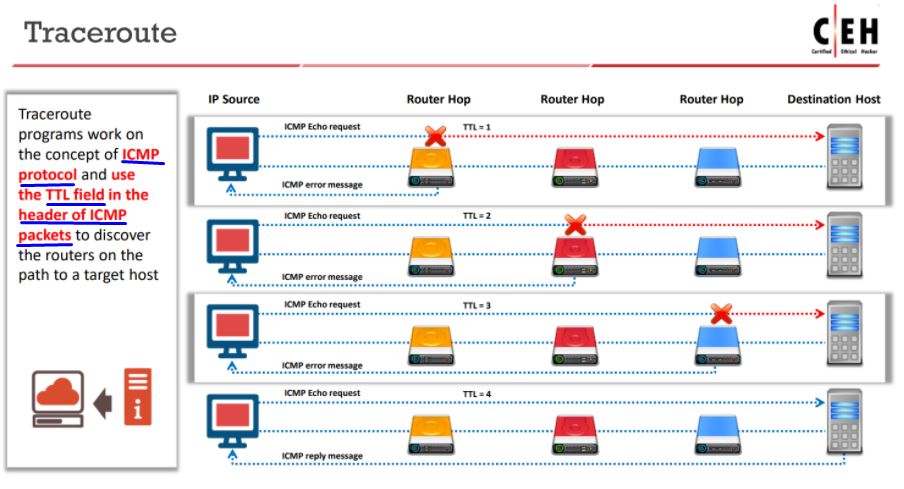 Traceroute
C|EH
Certified Ethical Hacker
Traceroute
programs work on
the concept of ICMP
protocol and use
the TTL field in the
header of ICMP
packets to discover
the routers on the
path to a target host
IP Source
Router Hop
Router Hop
Router Hop
Destination Host
ICMP Echo request
TTL = 1
ICMP error message
ICMP Echo request
TTL = 2
ICMP error message
ICMP Echo request
TTL = 3
ICMP error message
ICMP Echo request
TTL = 4
ICMP reply message